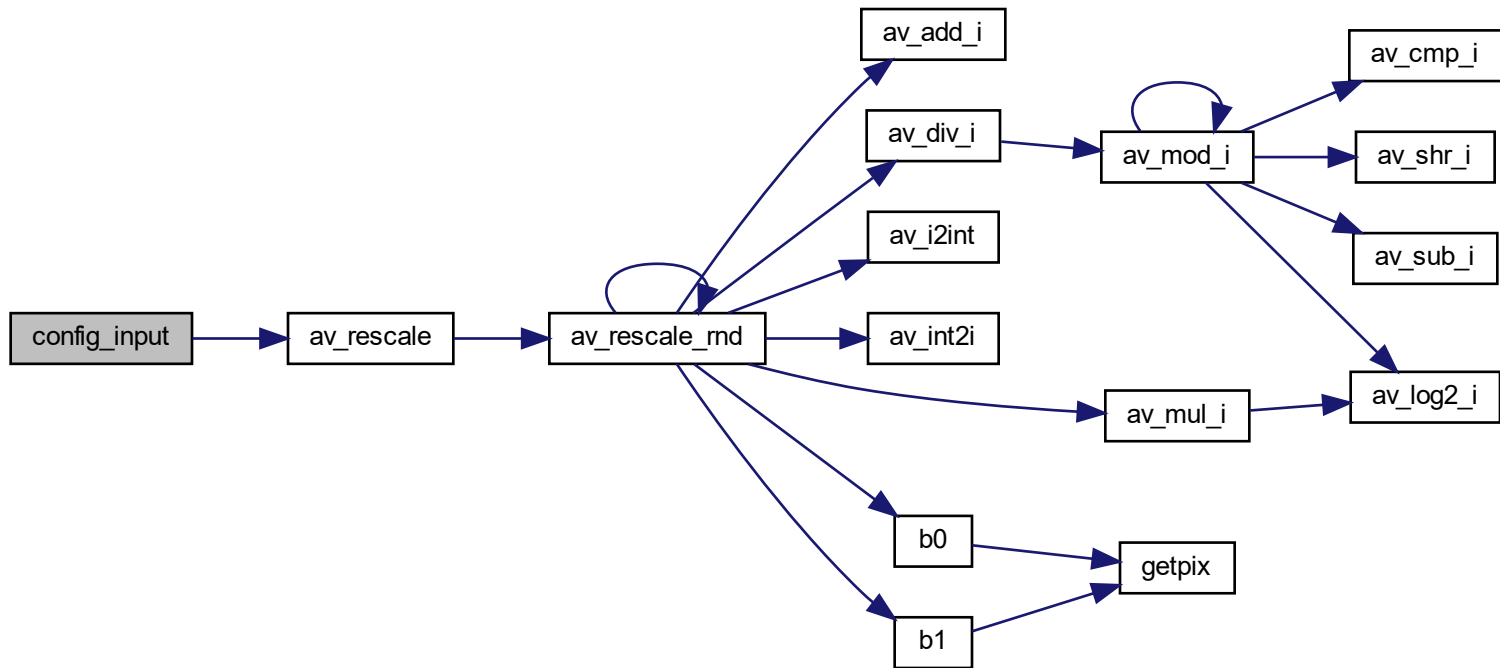 config_input
av_rescale
av_rescale_rnd
av_add_i
av_div_i
av_i2int
av_int2i
av_mul_i
b0
b1
av_mod_i
getpix
av_cmp_i
av_shr_i
av_sub_i
av_log2_i